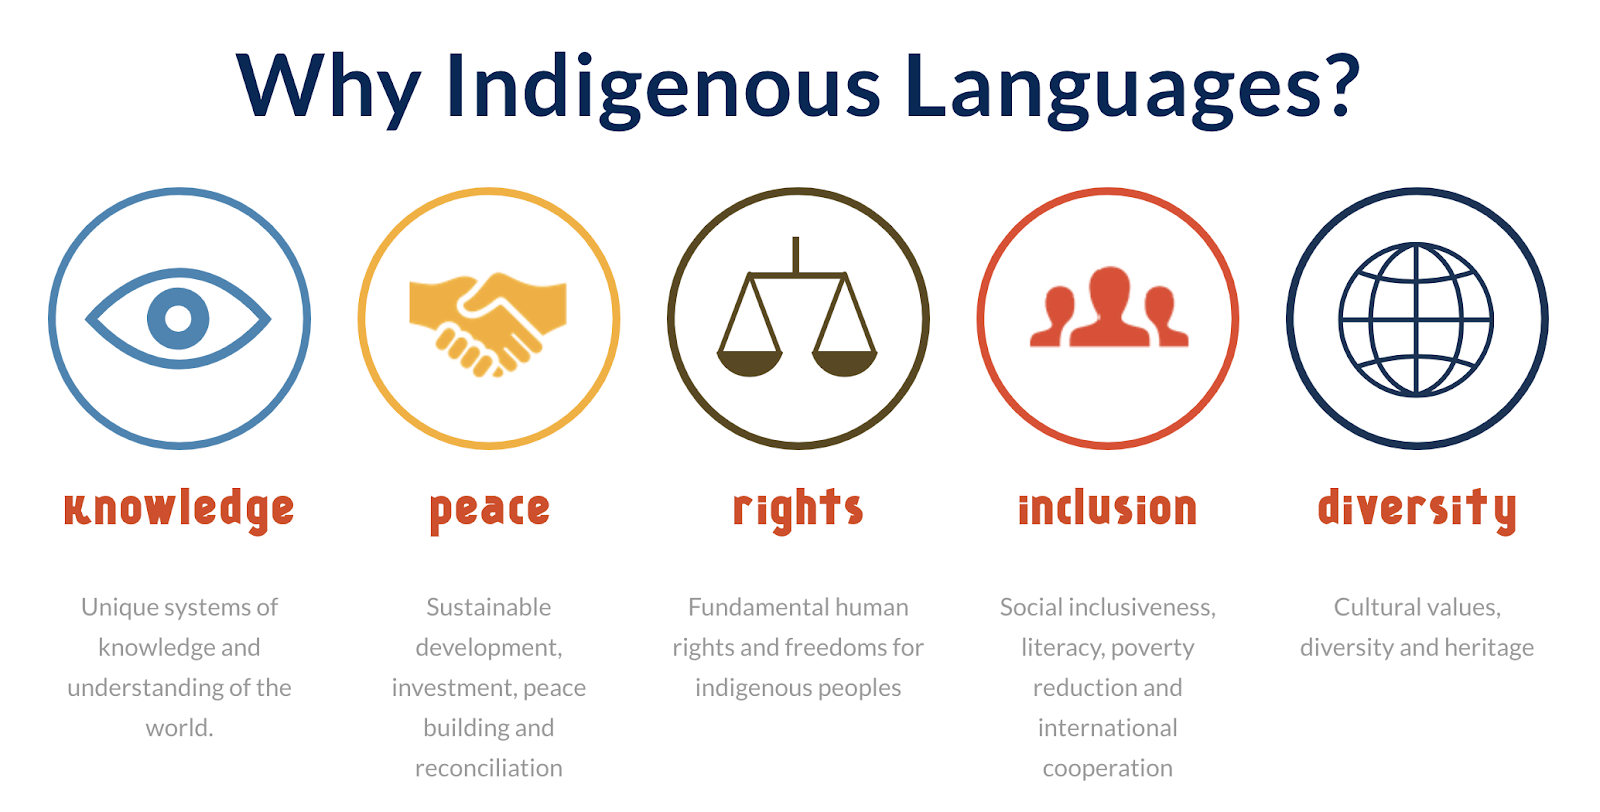 Why Indigenous Languages?
knowledge
Unique systems of
knowledge and
understanding of the
world.
peace
Sustainable
development,
investment, peace
building and
reconciliation
rights
Fundamental human
rights and freedoms for
indigenous peoples
inclusion
Social inclusiveness,
literacy, poverty
reduction and
international
cooperation
diversity
Cultural values,
diversity and heritage